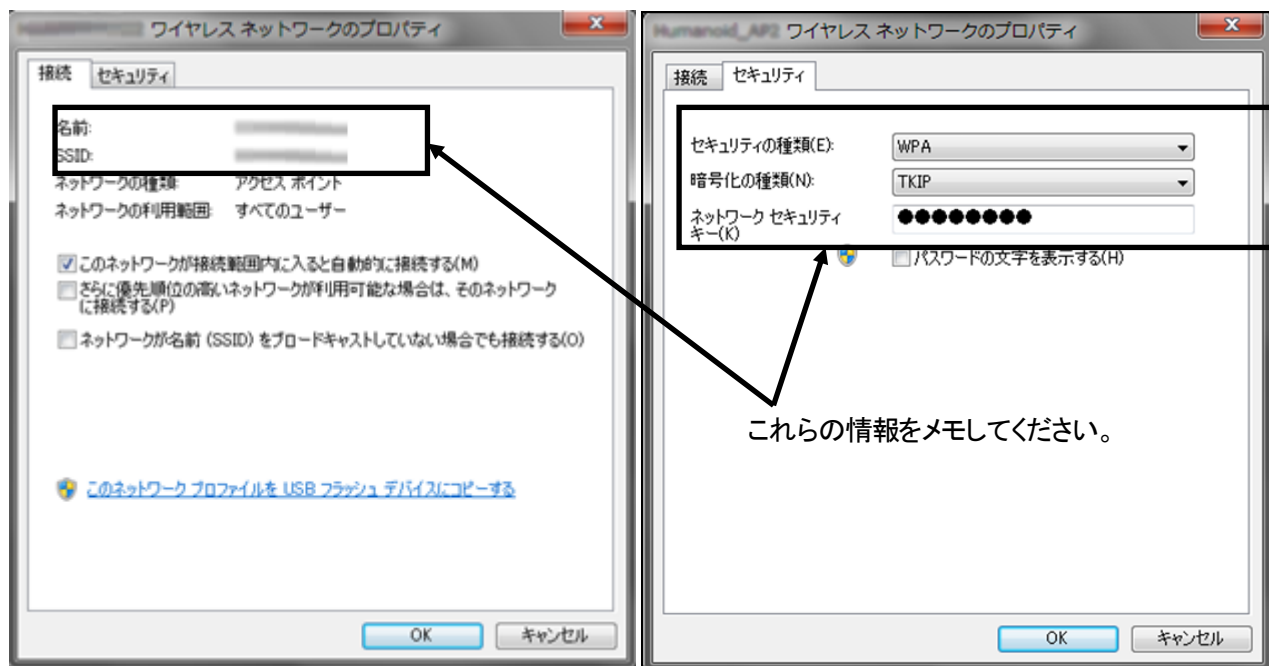 ワイヤレス ネットワークのプロパティ
接続 セキュリティ
名前:
SSID:
ネットワークの種類: アクセス ポイント
ネットワークの利用範囲: すべてのユーザー
このネットワークが接続範囲内に入ると自動的に接続する(M)
さらに優先順位の高いネットワークが利用可能な場合は、そのネットワーク
に接続する(P)
ネットワークが名前 (SSID) をブロードキャストしていない場合でも接続する(O)
このネットワーク プロファイルを USB フラッシュ デバイスにコピーする
OK キャンセル
Humanoid_AP2 ワイヤレス ネットワークのプロパティ
接続 セキュリティ
セキュリティの種類(E): WPA
暗号化の種類(N): TKIP
ネットワーク セキュリティ ●●●●●●●●
キー(K)
パスワードの文字を表示する(H)
これらの情報をメモしてください。
OK キャンセル